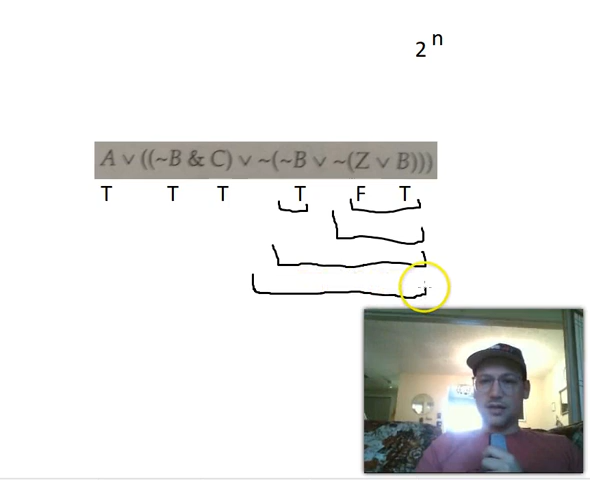 2ⁿ
A ∨ ((~B & C) ∨ ~(~B ∨ ~(Z ∨ B)))
T T T T F T